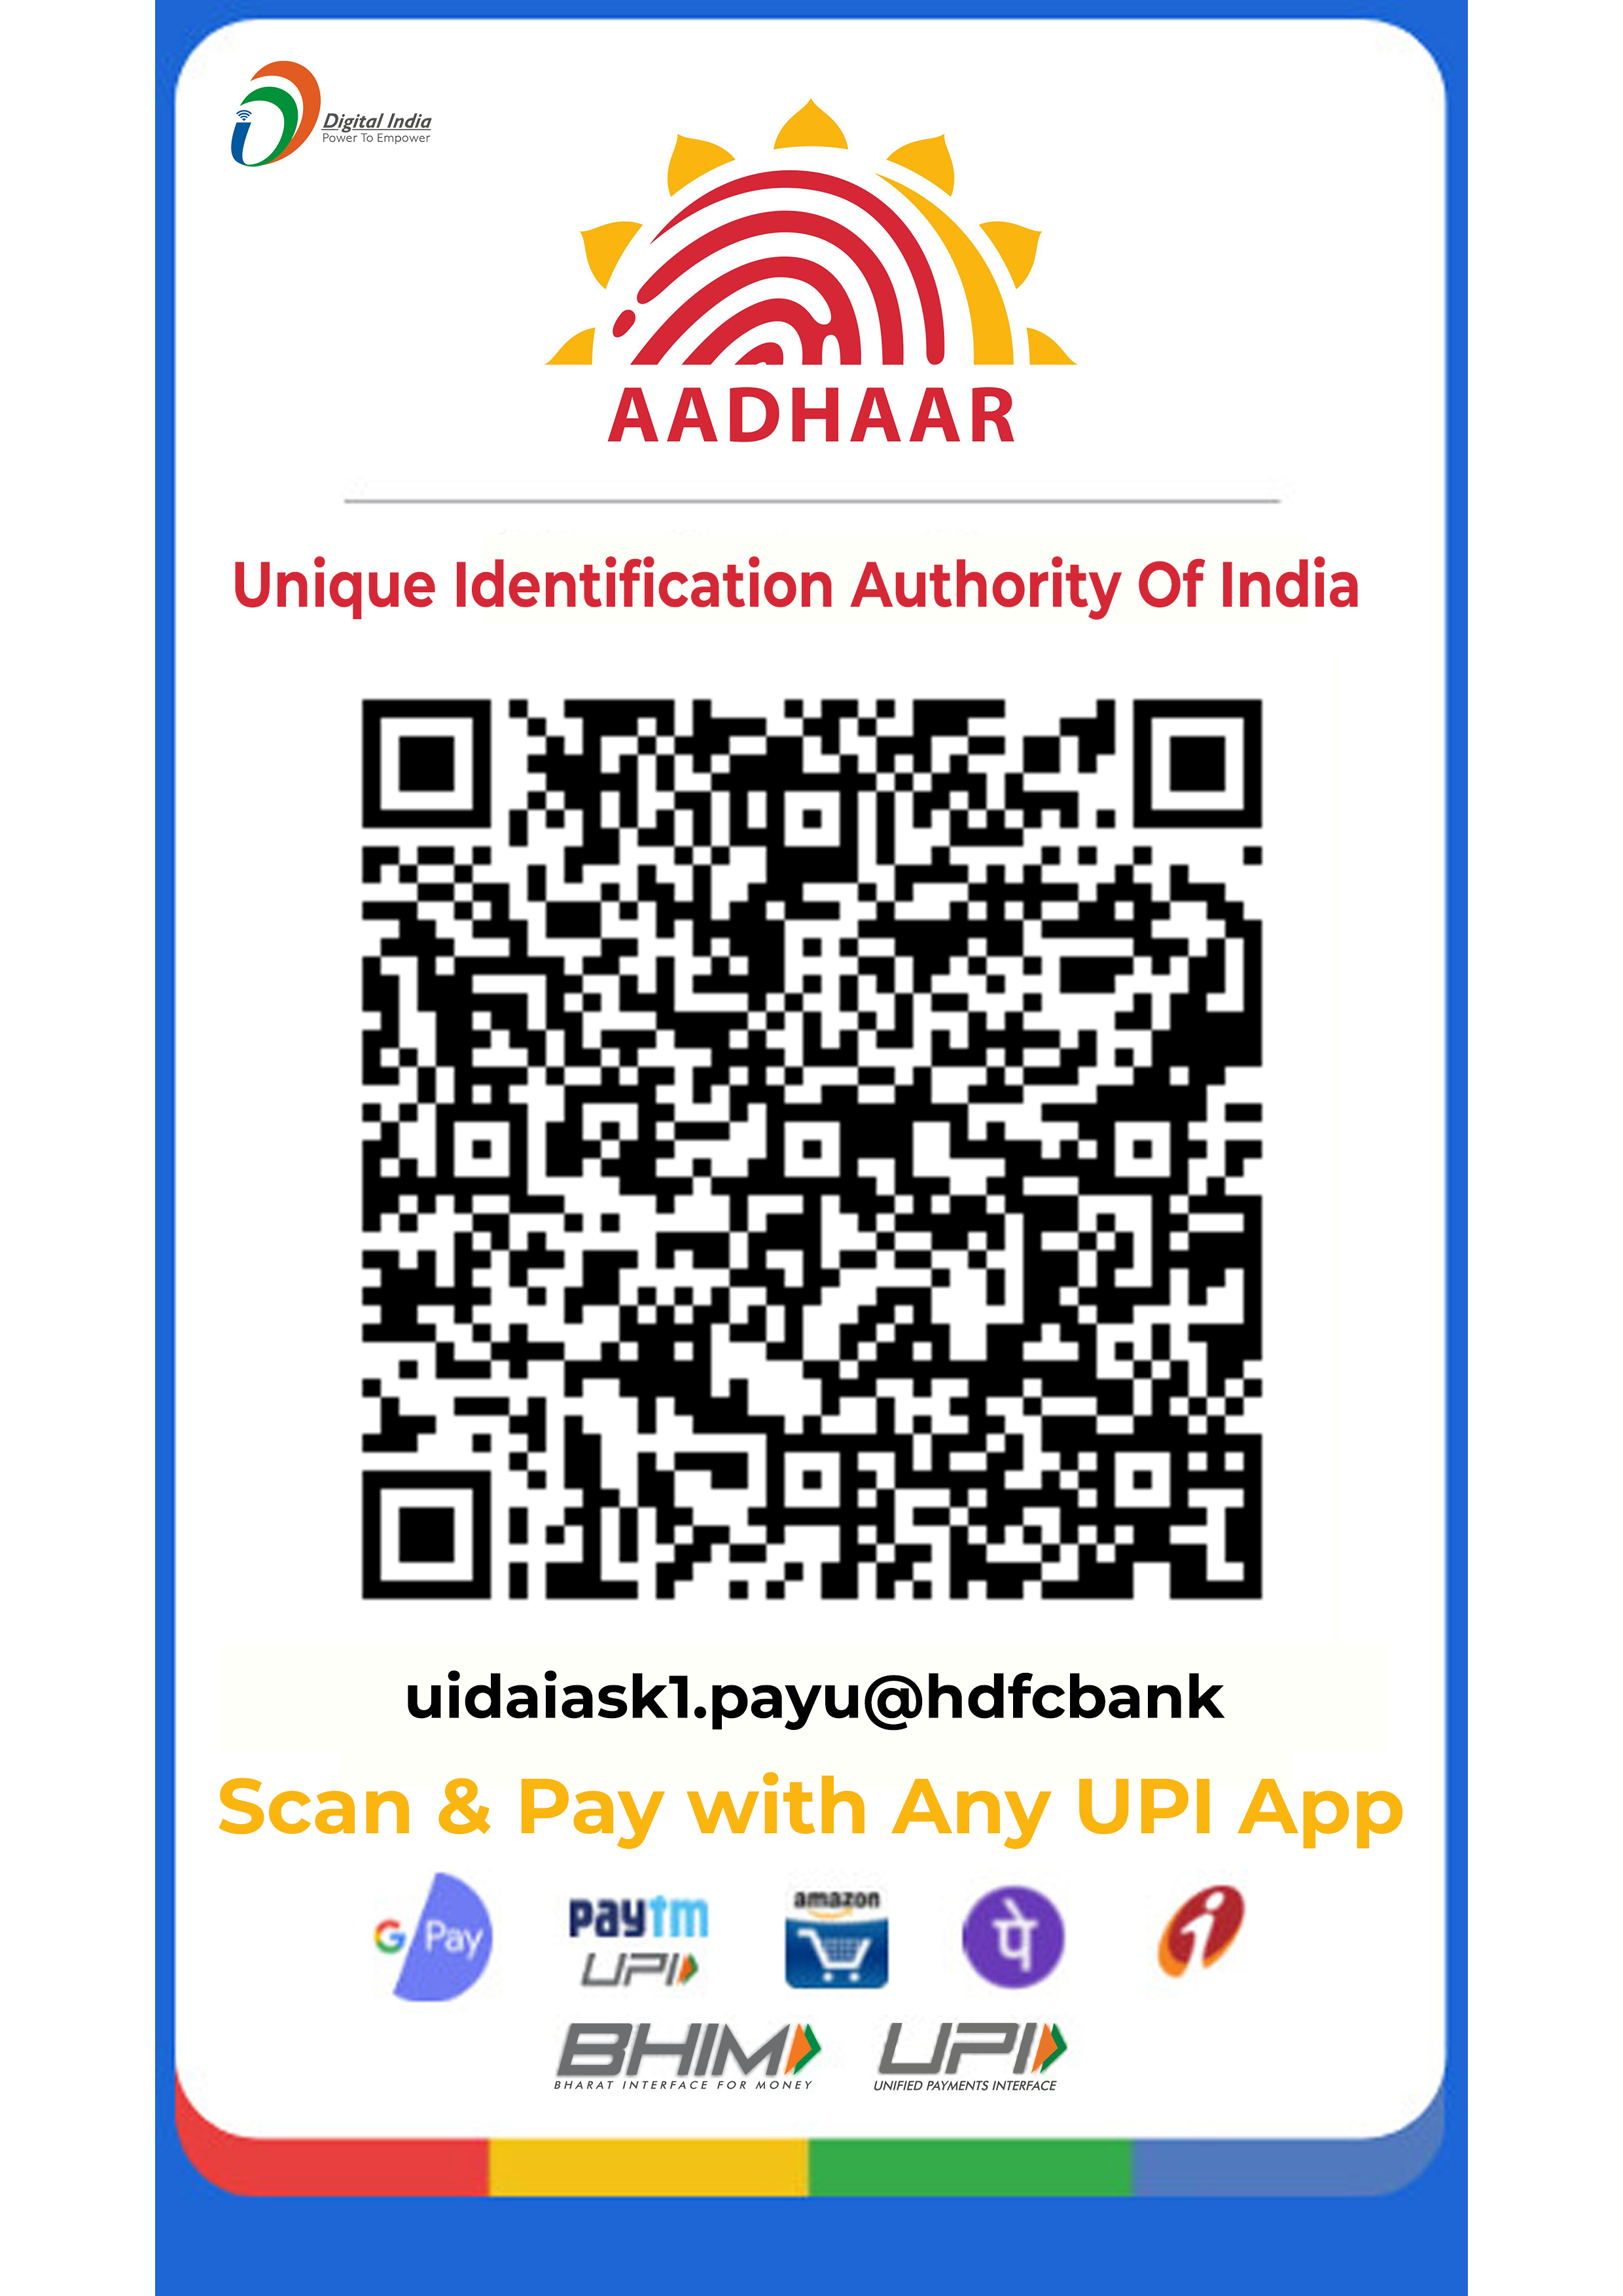 Digital India
Power To Empower
AADHAAR
Unique Identification Authority Of India
uidaiask1.payu@hdfcbank
Scan & Pay with Any UPI App
G Pay
paytm
UPI
amazon
पे
i
BHIM
BHARAT INTERFACE FOR MONEY
UPI
UNIFIED PAYMENTS INTERFACE